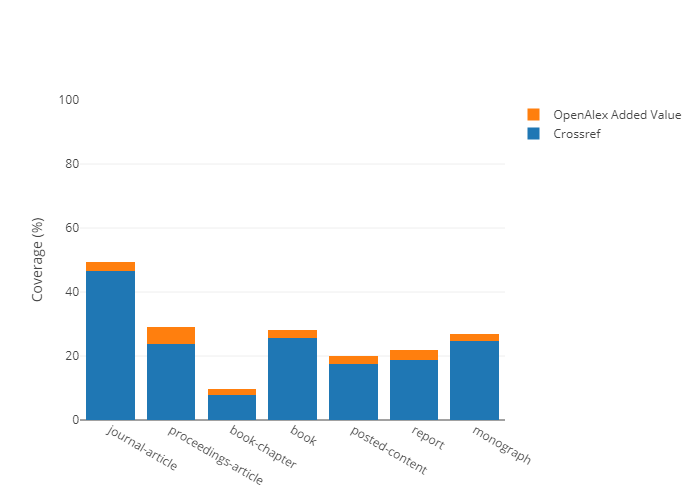 100
80
60
40
20
0
Coverage (%)
journal-article
proceedings-article
book-chapter
book
posted-content
report
monograph
OpenAlex Added Value
Crossref